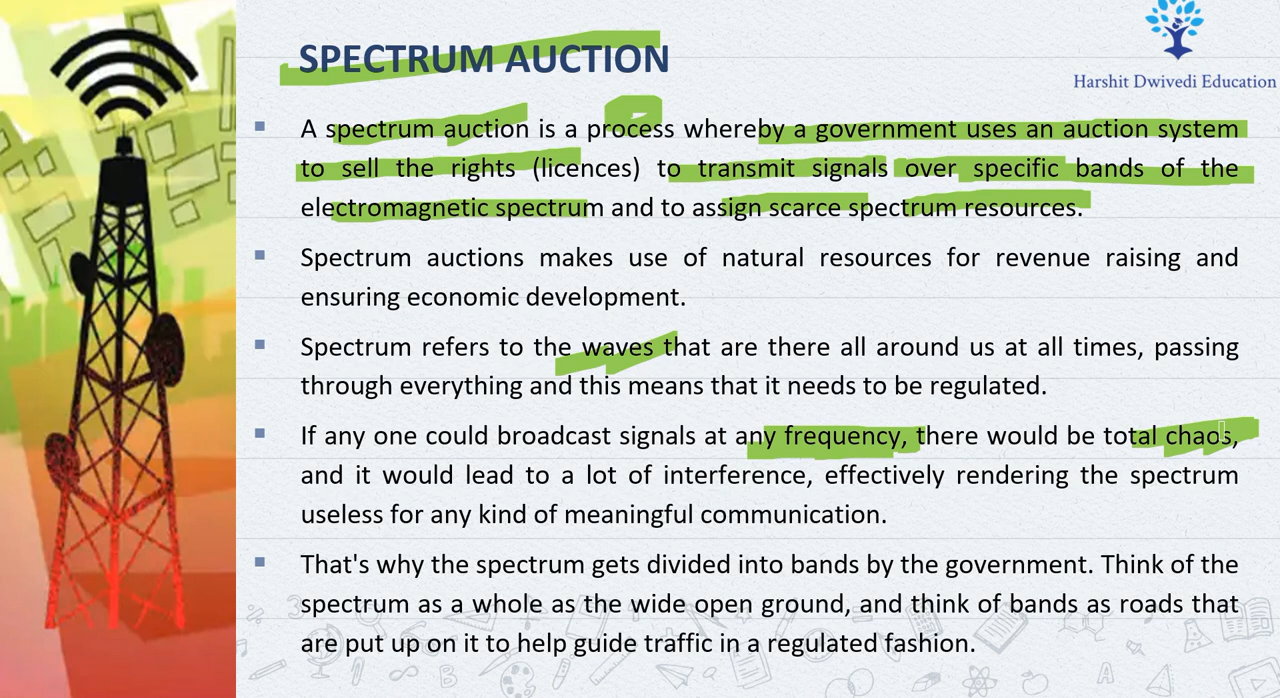 SPECTRUM AUCTION
Harshit Dwivedi Education
▪ A spectrum auction is a process whereby a government uses an auction system
to sell the rights (licences) to transmit signals over specific bands of the
electromagnetic spectrum and to assign scarce spectrum resources.
▪ Spectrum auctions makes use of natural resources for revenue raising and
ensuring economic development.
▪ Spectrum refers to the waves that are there all around us at all times, passing
through everything and this means that it needs to be regulated.
▪ If any one could broadcast signals at any frequency, there would be total chaos,
and it would lead to a lot of interference, effectively rendering the spectrum
useless for any kind of meaningful communication.
▪ That's why the spectrum gets divided into bands by the government. Think of the
spectrum as a whole as the wide open ground, and think of bands as roads that
are put up on it to help guide traffic in a regulated fashion.